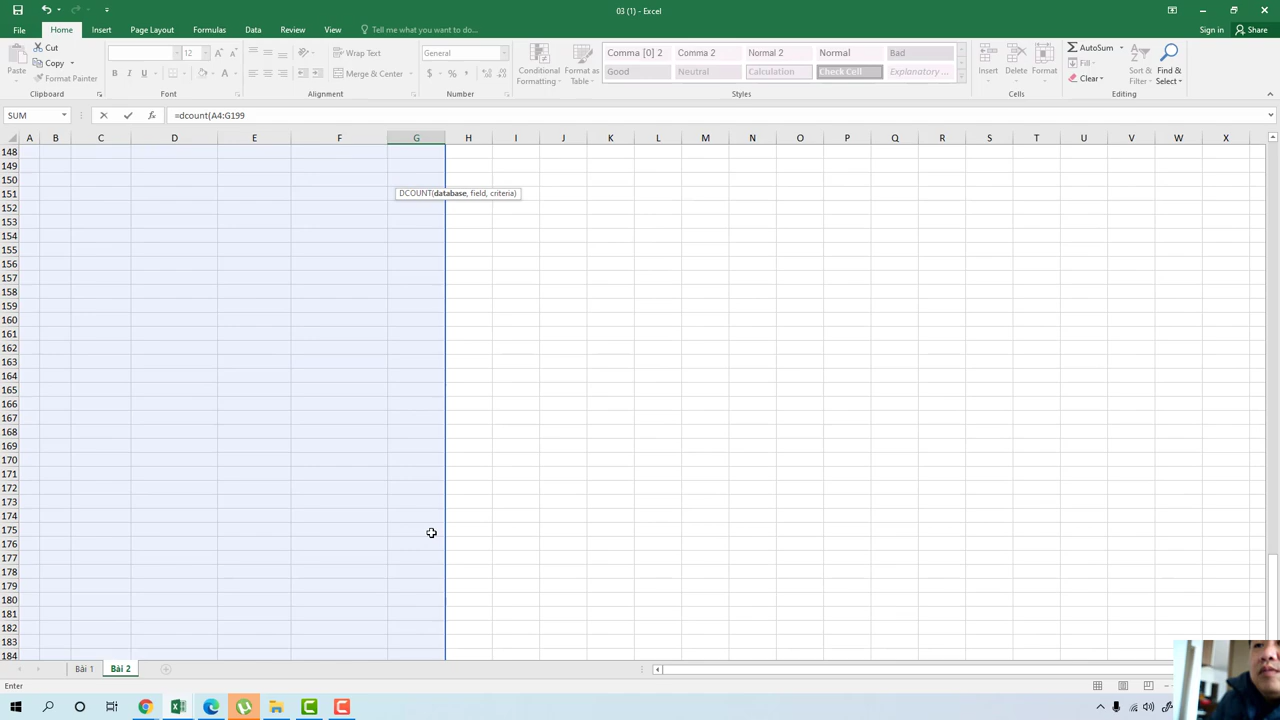 03 (1) - Excel
Sign in
Share
File
Home
Insert
Page Layout
Formulas
Data
Review
View
Tell me what you want to do...
Paste
Cut
Copy
Format Painter
Clipboard
12
A
A
B
I
U
A
Font
Wrap Text
Merge & Center
Alignment
General
$
%
Number
Conditional
Formatting
Format as
Table
Comma [0] 2
Comma 2
Normal 2
Normal
Bad
Good
Neutral
Calculation
Check Cell
Explanatory ...
Styles
Insert
Delete
Format
Cells
AutoSum
Fill
Clear
Sort &
Filter
Find &
Select
Editing
SUM
fx
=dcount(A4:G199
A B C D E F G H I J K L M N O P Q R S T U V W X
148
149
150
151
DCOUNT(database, field, criteria)
152
153
154
155
156
157
158
159
160
161
162
163
164
165
166
167
168
169
170
171
172
173
174
175
176
177
178
179
180
181
182
183
184
Bài 1
Bài 2
Enter